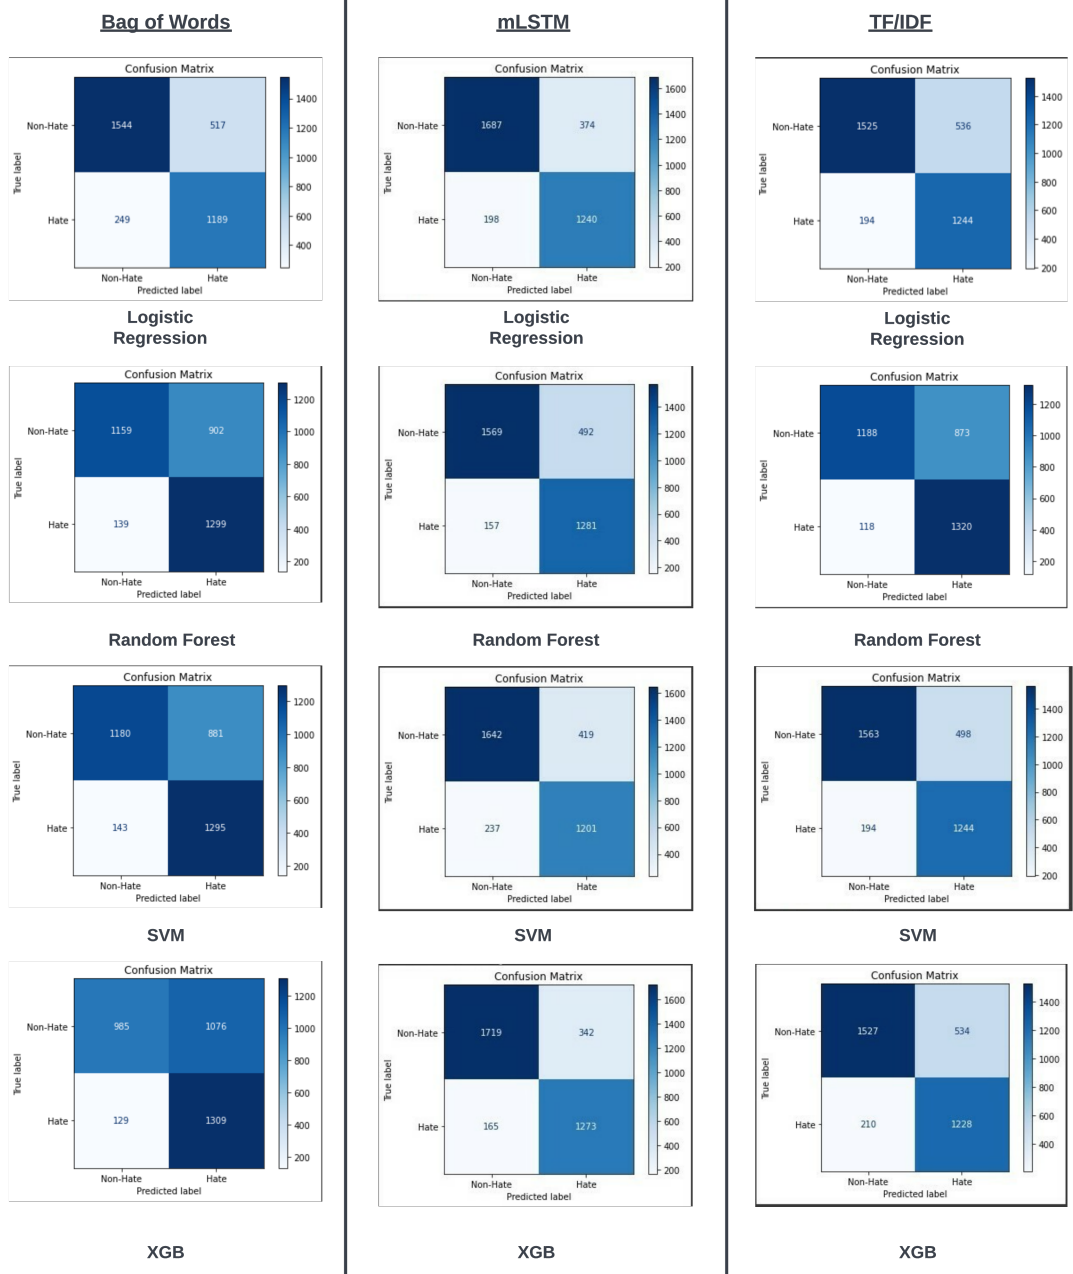 Bag of Words
Confusion Matrix
True label
Non-Hate
1544
517
Hate
249
1189
Non-Hate
Hate
Predicted label
1400
1200
1000
800
600
400
Logistic
Regression
Confusion Matrix
True label
Non-Hate
1159
902
Hate
139
1299
Non-Hate
Hate
Predicted label
1200
1000
800
600
400
200
Random Forest
Confusion Matrix
True label
Non-Hate
1180
881
Hate
143
1295
Non-Hate
Hate
Predicted label
1200
1000
800
600
400
200
SVM
Confusion Matrix
True label
Non-Hate
985
1076
Hate
129
1309
Non-Hate
Hate
Predicted label
1200
1000
800
600
400
200
XGB
mLSTM
Confusion Matrix
True label
Non-Hate
1687
374
Hate
198
1240
Non-Hate
Hate
Predicted label
1600
1400
1200
1000
800
600
400
200
Logistic
Regression
Confusion Matrix
True label
Non-Hate
1569
492
Hate
157
1281
Non-Hate
Hate
Predicted label
1400
1200
1000
800
600
400
200
Random Forest
Confusion Matrix
True label
Non-Hate
1642
419
Hate
237
1201
Non-Hate
Hate
Predicted label
1600
1400
1200
1000
800
600
400
SVM
Confusion Matrix
True label
Non-Hate
1719
342
Hate
165
1273
Non-Hate
Hate
Predicted label
1600
1400
1200
1000
800
600
400
200
XGB
TF/IDF
Confusion Matrix
True label
Non-Hate
1525
536
Hate
194
1244
Non-Hate
Hate
Predicted label
1400
1200
1000
800
600
400
200
Logistic
Regression
Confusion Matrix
True label
Non-Hate
1188
873
Hate
118
1320
Non-Hate
Hate
Predicted label
1200
1000
800
600
400
200
Random Forest
Confusion Matrix
True label
Non-Hate
1563
498
Hate
194
1244
Non-Hate
Hate
Predicted label
1400
1200
1000
800
600
400
200
SVM
Confusion Matrix
True label
Non-Hate
1527
534
Hate
210
1228
Non-Hate
Hate
Predicted label
1400
1200
1000
800
600
400
XGB